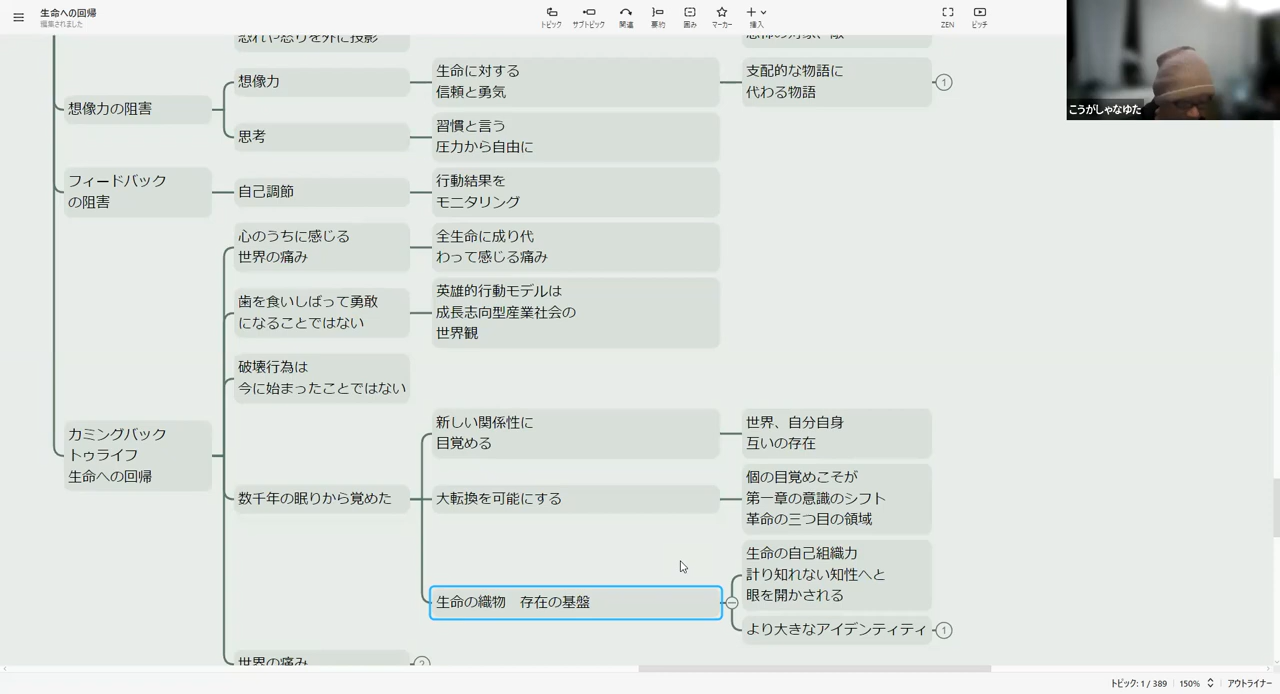 生命への回帰
編集されました
トピック
サブトピック
関連
要約
囲み
マーカー
挿入
ZEN
ピッチ
こうがしゃなゆた
恐れや怒りを外に投影
想像力の阻害
想像力
生命に対する
信頼と勇気
支配的な物語に
代わる物語
1
思考
習慣と言う
圧力から自由に
フィードバック
の阻害
自己調節
行動結果を
モニタリング
カミングバック
トゥライフ
生命への回帰
心のうちに感じる
世界の痛み
全生命に成り代
わって感じる痛み
歯を食いしばって勇敢
になることではない
英雄的行動モデルは
成長志向型産業社会の
世界観
破壊行為は
今に始まったことではない
数千年の眠りから覚めた
新しい関係性に
目覚める
世界、自分自身
互いの存在
大転換を可能にする
個の目覚めこそが
第一章の意識のシフト
革命の三つ目の領域
生命の織物　存在の基盤
生命の自己組織力
計り知れない知性へと
眼を開かされる
より大きなアイデンティティ
1
世界の痛み
2
トピック: 1 / 389
150%
アウトライナー